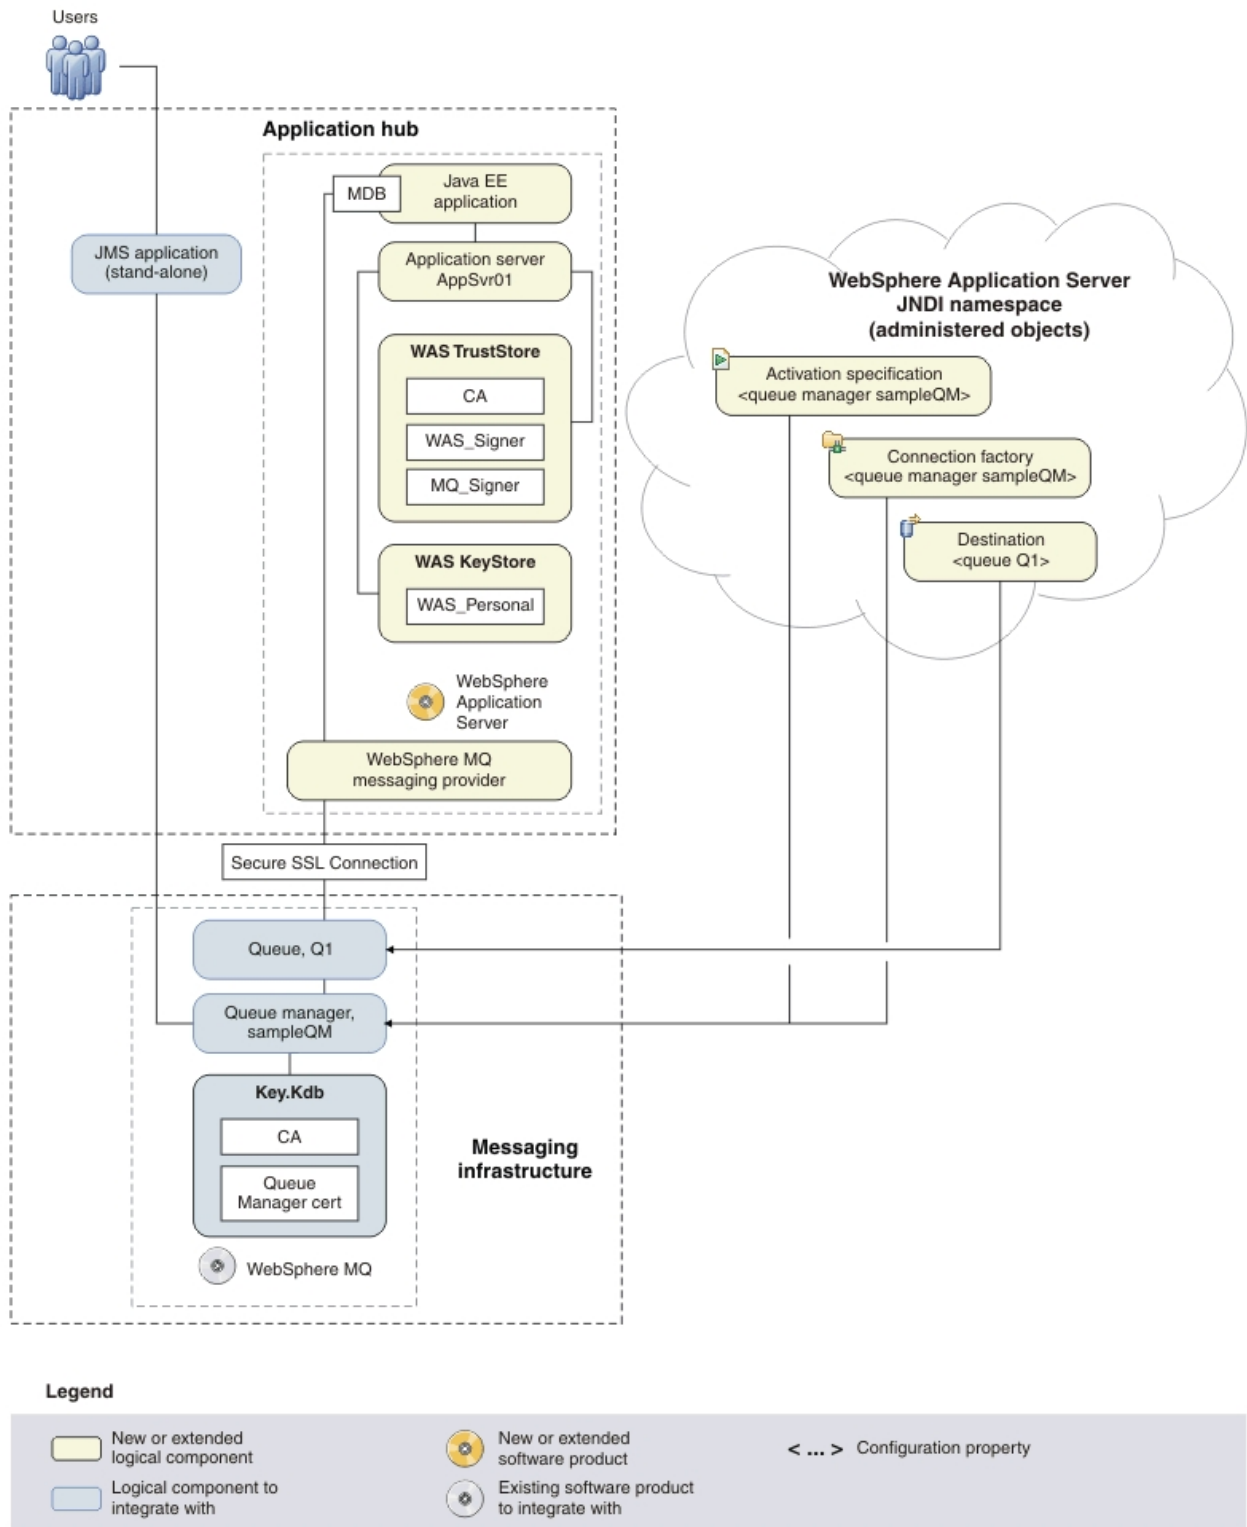 Users
Application hub
MDB
Java EE
application
JMS application
(stand-alone)
Application server
AppSvr01
WAS TrustStore
CA
WAS_Signer
MQ_Signer
WAS KeyStore
WAS_Personal
WebSphere
Application
Server
WebSphere MQ
messaging provider
WebSphere Application Server
JNDI namespace
(administered objects)
Activation specification
<queue manager sampleQM>
Connection factory
<queue manager sampleQM>
Destination
<queue Q1>
Secure SSL Connection
Queue, Q1
Queue manager,
sampleQM
Key.Kdb
CA
Queue
Manager cert
WebSphere MQ
Messaging
infrastructure
Legend
New or extended
logical component
Logical component to
integrate with
New or extended
software product
Existing software product
to integrate with
< ... > Configuration property